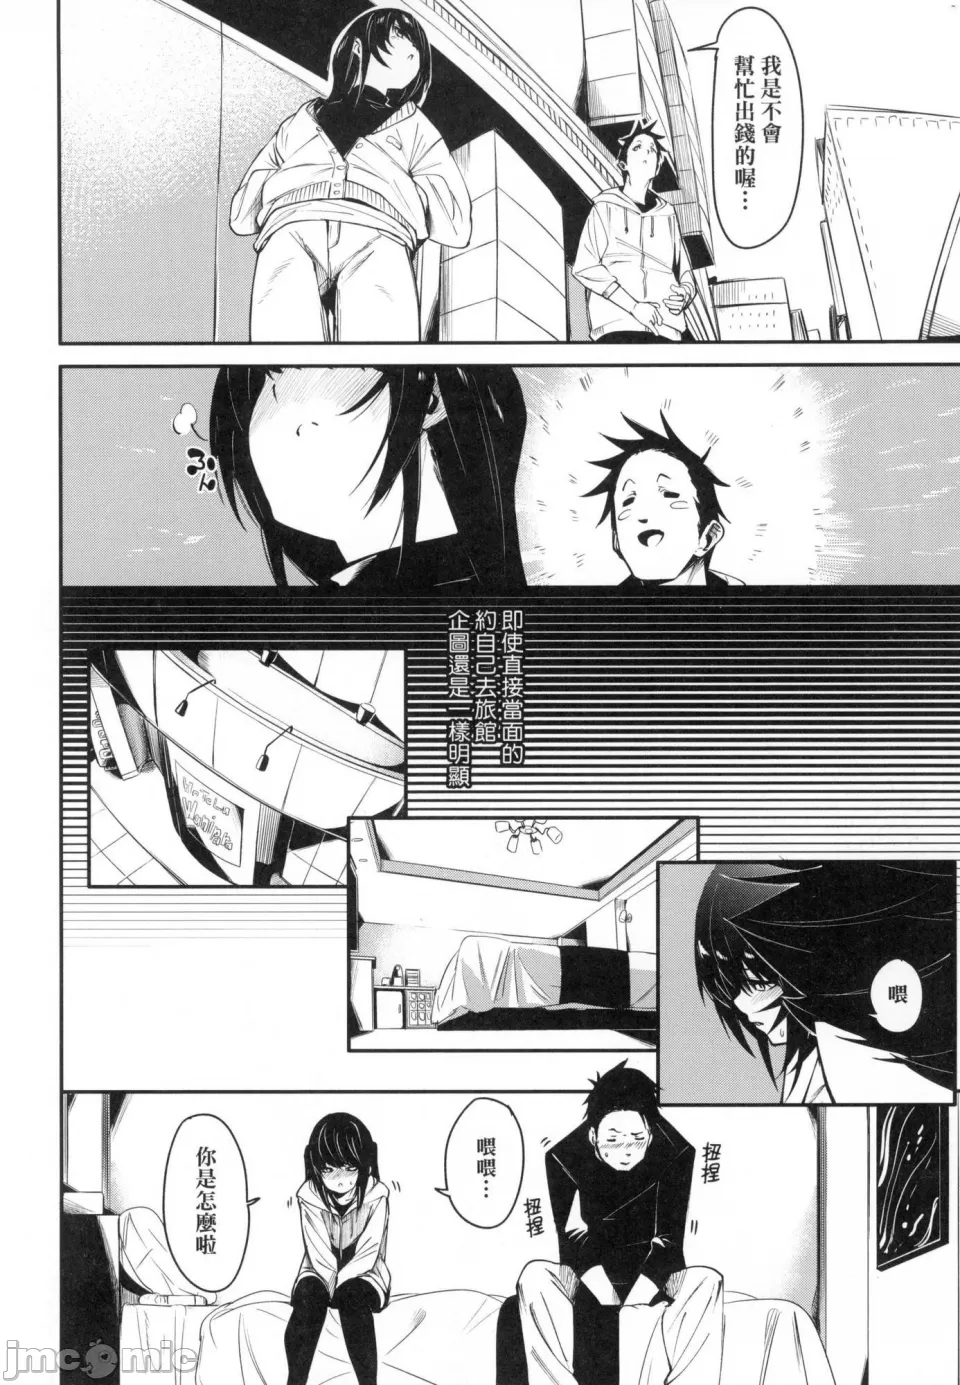 我是不會
幫忙出錢的喔…
ぷん
即使直接當面的
約自己去旅館
企圖還是一樣明顯
喂
喂喂…
扭捏
扭捏
你是怎麼啦
jmcomic